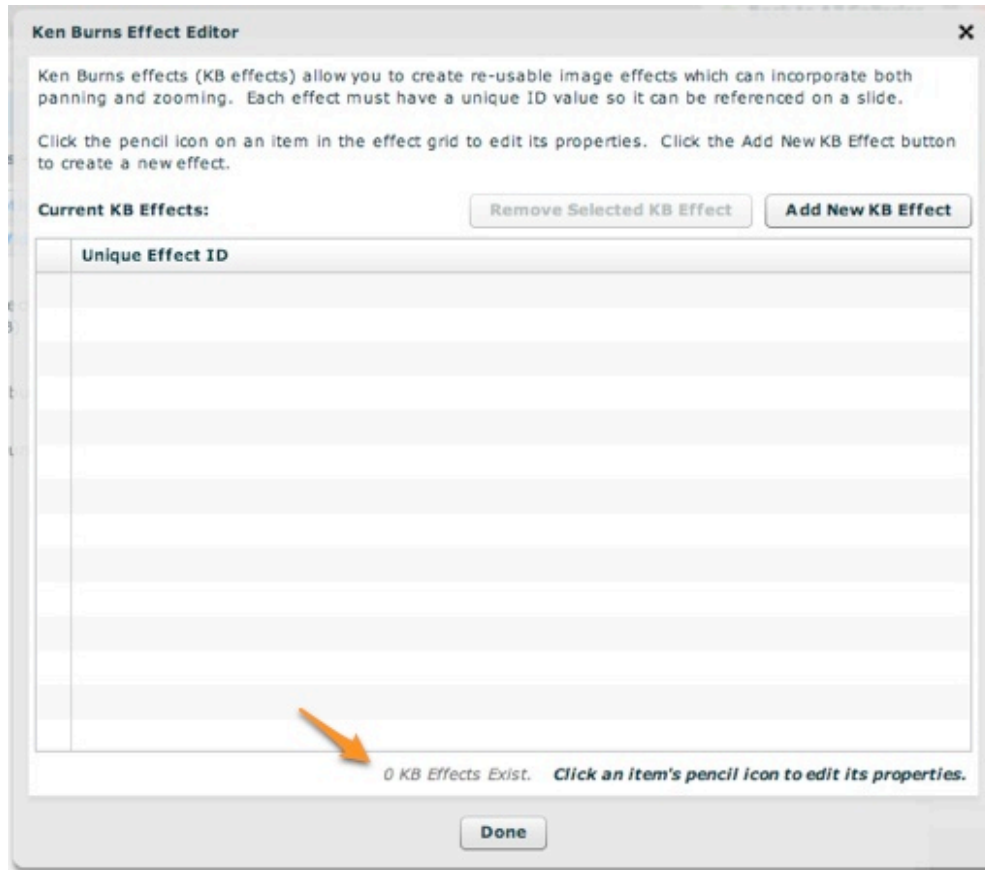 Ken Burns Effect Editor
Ken Burns effects (KB effects) allow you to create re-usable image effects which can incorporate both
panning and zooming. Each effect must have a unique ID value so it can be referenced on a slide.
Click the pencil icon on an item in the effect grid to edit its properties. Click the Add New KB Effect button
to create a new effect.
Current KB Effects:
Remove Selected KB Effect
Add New KB Effect
Unique Effect ID
0 KB Effects Exist.
Click an item's pencil icon to edit its properties.
Done